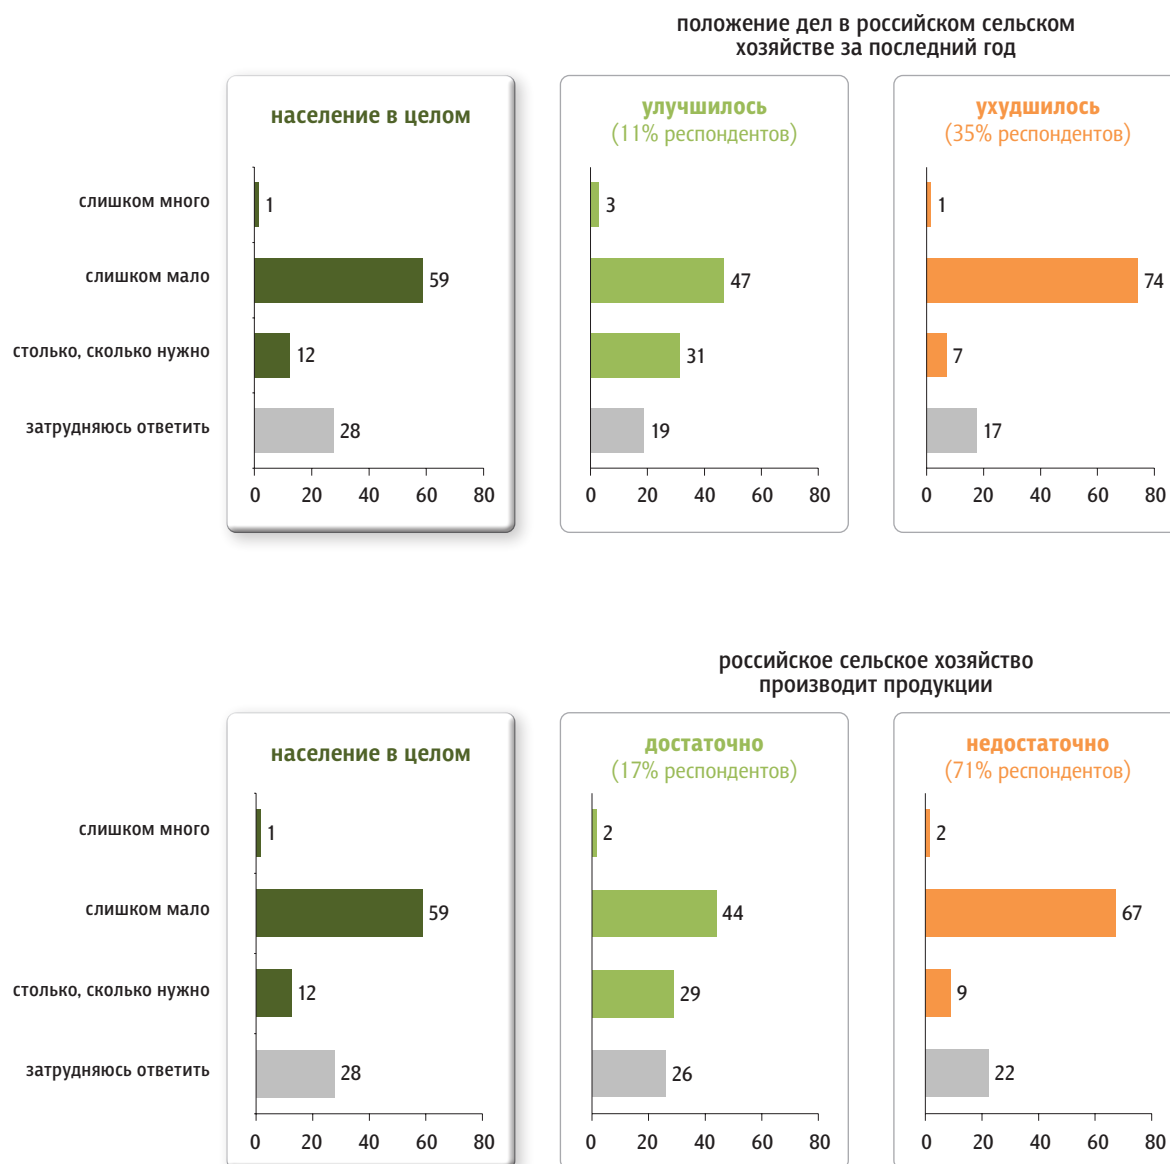 положение дел в российском сельском
хозяйстве за последний год
население в целом
улучшилось
(11% респондентов)
ухудшилось
(35% респондентов)
слишком много
1
3
1
слишком мало
59
47
74
столько, сколько нужно
12
31
7
затрудняюсь ответить
28
19
17
0 20 40 60 80
0 20 40 60 80
0 20 40 60 80
российское сельское хозяйство
производит продукции
население в целом
достаточно
(17% респондентов)
недостаточно
(71% респондентов)
слишком много
1
2
2
слишком мало
59
44
67
столько, сколько нужно
12
29
9
затрудняюсь ответить
28
26
22
0 20 40 60 80
0 20 40 60 80
0 20 40 60 80